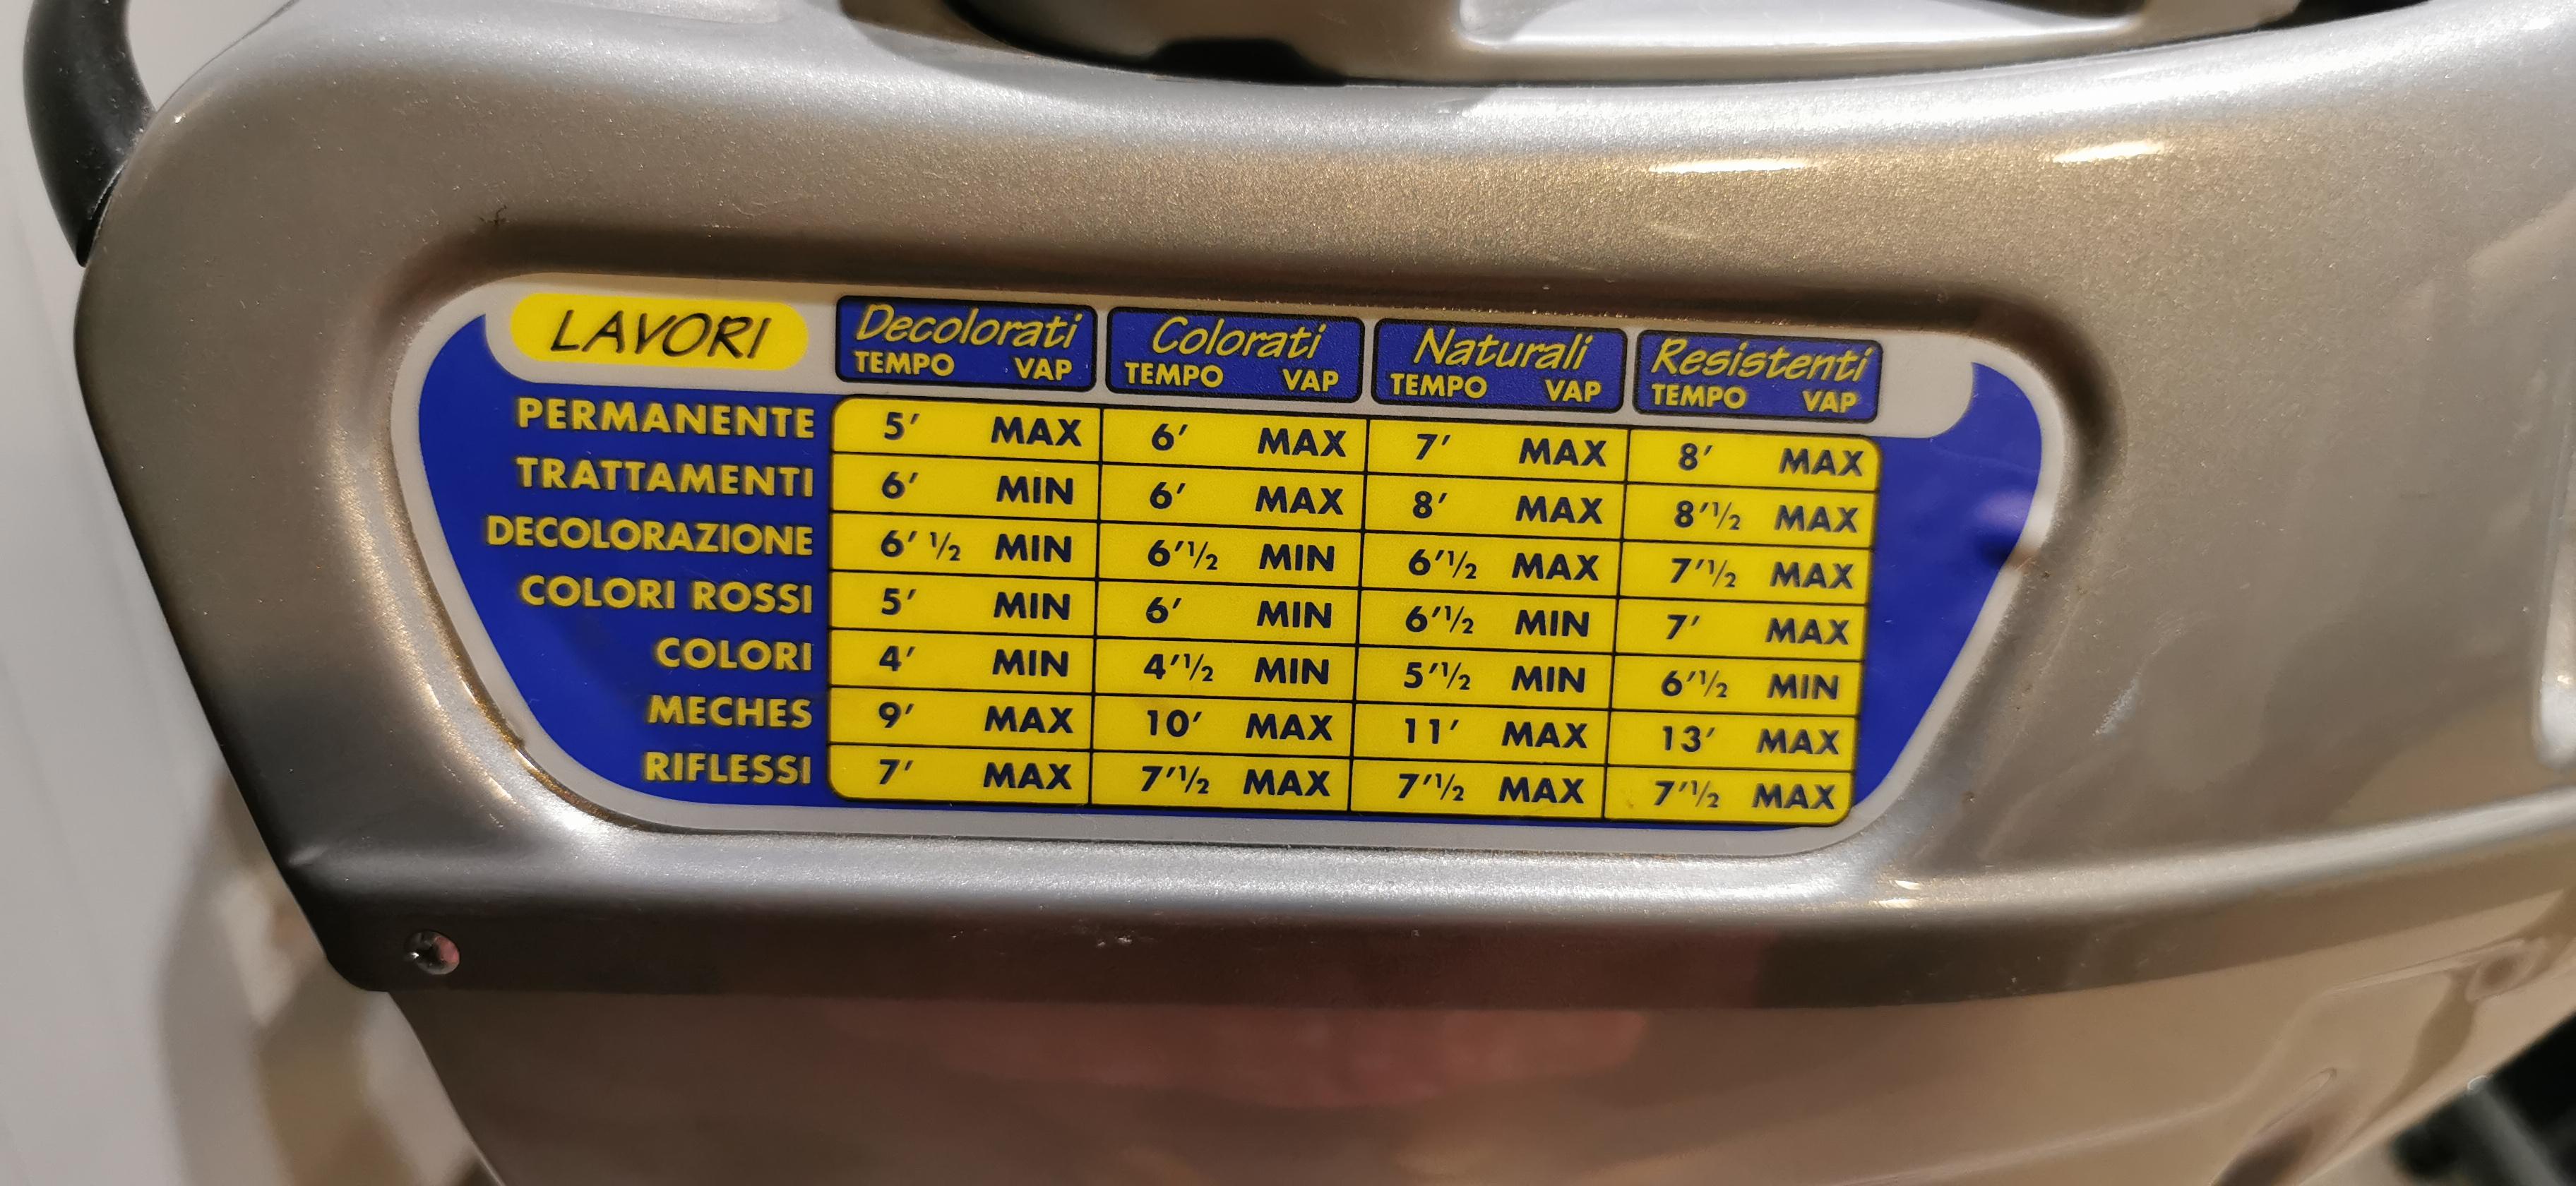 LAVORI Decolorati Colorati Naturali Resistenti
TEMPO VAP TEMPO VAP TEMPO VAP TEMPO VAP
PERMANENTE 5' MAX 6' MAX 7' MAX 8' MAX
TRATTAMENTI 6' MIN 6' MAX 8' MAX 8'½ MAX
DECOLORAZIONE 6' ½ MIN 6'½ MIN 6'½ MAX 7'½ MAX
COLORI ROSSI 5' MIN 6' MIN 6'½ MIN 7' MAX
COLORI 4' MIN 4'½ MIN 5'½ MIN 6'½ MIN
MECHES 9' MAX 10' MAX 11' MAX 13' MAX
RIFLESSI 7' MAX 7'½ MAX 7'½ MAX 7'½ MAX